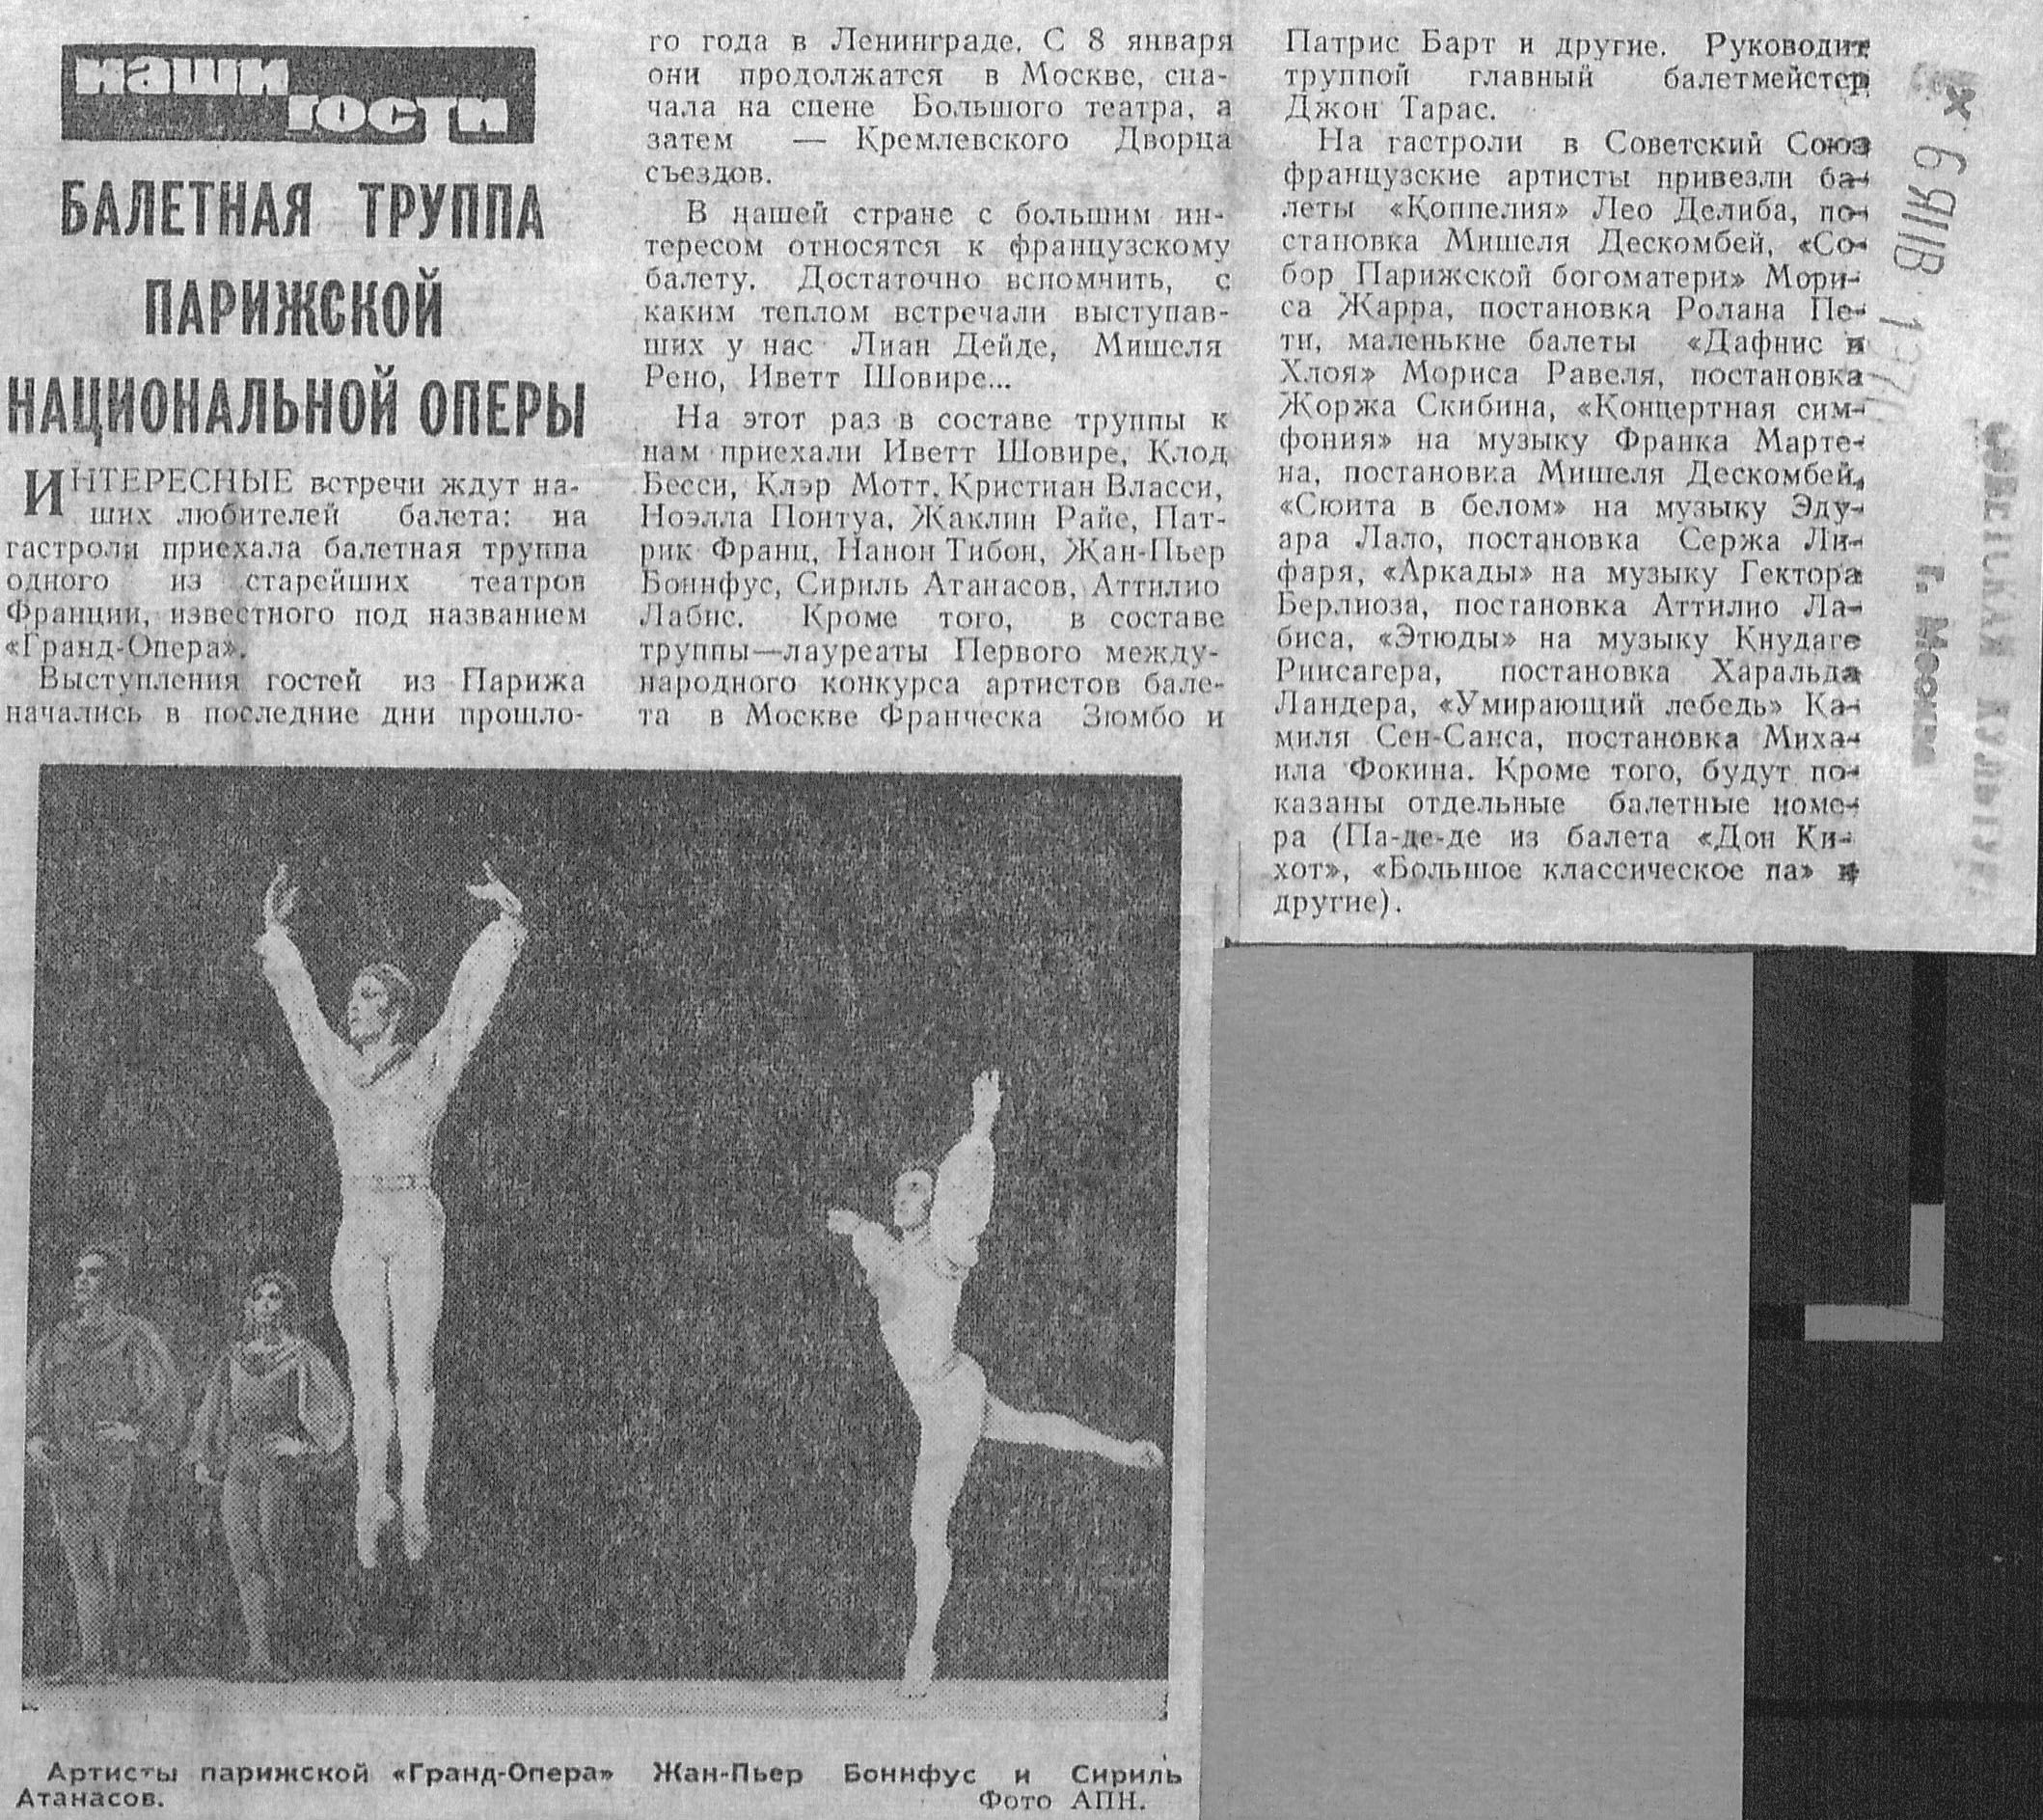 наши
гости
БАЛЕТНАЯ ТРУППА
ПАРИЖСКОЙ
НАЦИОНАЛЬНОЙ ОПЕРЫ
ИНТЕРЕСНЫЕ встречи ждут на-
ших любителей балета: на
гастроли приехала балетная труппа
одного из старейших театров
Франции, известного под названием
«Гранд-Опера».
Выступления гостей из Парижа
начались в последние дни прошло-
го года в Ленинграде. С 8 января
они продолжатся в Москве, сна-
чала на сцене Большого театра, а
затем — Кремлевского Дворца
съездов.
В нашей стране с большим ин-
тересом относятся к французскому
балету. Достаточно вспомнить, с
каким теплом встречали выступав-
ших у нас Лиан Дейде, Мишеля
Рено, Иветт Шовире...
На этот раз в составе труппы к
нам приехали Иветт Шовире, Клод
Бесси, Клэр Мотт, Кристиан Власси,
Ноэлла Понтуа, Жаклин Райе, Пат-
рик Франц, Нанон Тибон, Жан-Пьер
Боннфус, Сириль Атанасов, Аттилио
Лабис. Кроме того, в составе
труппы—лауреаты Первого между-
народного конкурса артистов бале-
та в Москве Франческа Зюмбо и
Патрис Барт и другие. Руководит
труппой главный балетмейстер
Джон Тарас.
На гастроли в Советский Союз
французские артисты привезли ба-
леты «Коппелия» Лео Делиба, по-
становка Мишеля Дескомбей, «Со-
бор Парижской богоматери» Мори-
са Жарра, постановка Ролана Пе-
ти, маленькие балеты «Дафнис и
Хлоя» Мориса Равеля, постановка
Жоржа Скибина, «Концертная сим-
фония» на музыку Франка Марте-
на, постановка Мишеля Дескомбей,
«Сюита в белом» на музыку Эду-
ара Лало, постановка Сержа Ли-
фаря, «Аркады» на музыку Гектора
Берлиоза, постановка Аттилио Ла-
биса, «Этюды» на музыку Кнудаге
Риисагера, постановка Харальда
Ландера, «Умирающий лебедь» Ка-
миля Сен-Санса, постановка Миха-
ила Фокина. Кроме того, будут по-
казаны отдельные балетные номе-
ра (Па-де-де из балета «Дон Ки-
хот», «Большое классическое па» и
другие).
Артисты парижской «Гранд-Опера» Жан-Пьер Боннфус и Сириль
Атанасов. Фото АПН.
6 ЯНВ 1970
СОВЕТСКАЯ КУЛЬТУРА
г. Москва